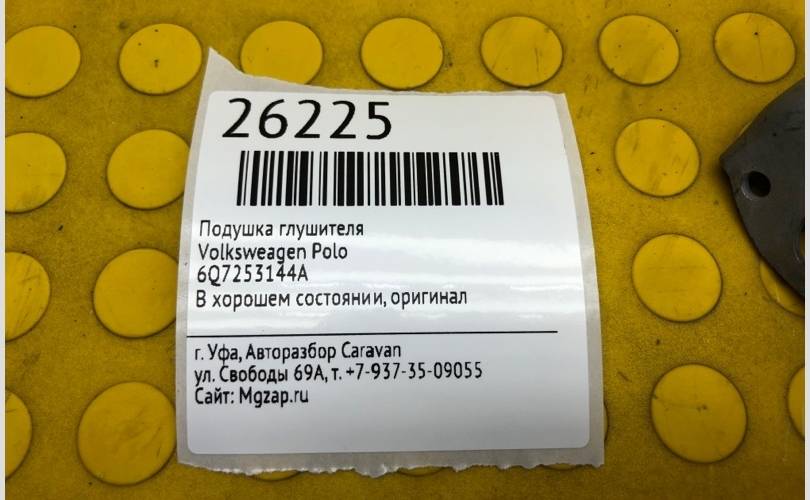 26225
Подушка глушителя
Volksweagen Polo
6Q7253144A
В хорошем состоянии, оригинал
г. Уфа, Авторазбор Caravan
ул. Свободы 69А, т. +7-937-35-09055
Сайт: Mgzap.ru